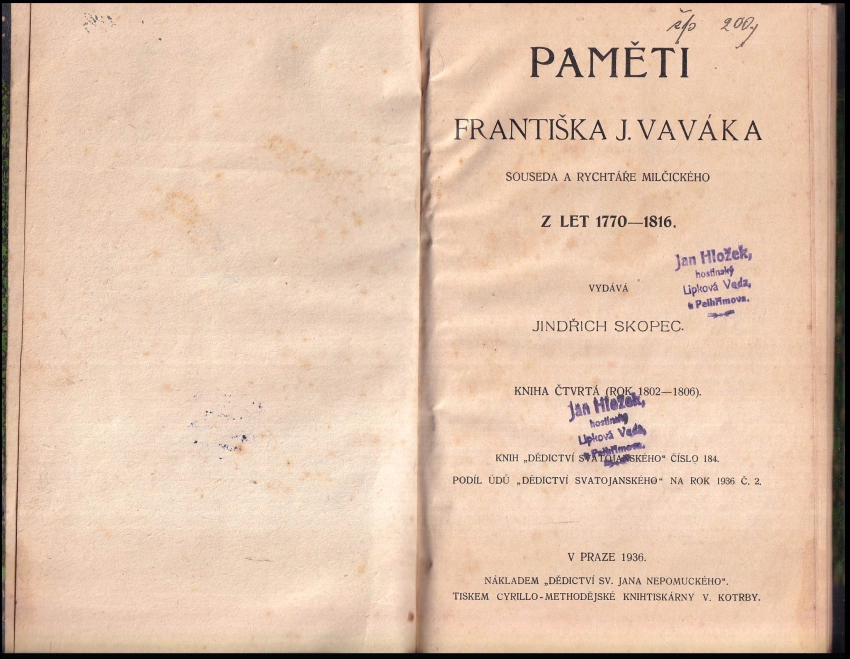 200,
PAMĚTI
FRANTIŠKA J. VAVÁKA
SOUSEDA A RYCHTÁŘE MILČICKÉHO
Z LET 1770—1816.
Jan Hložek,
hostinský
Lipková Voda,
u Pelhřimova.
VYDÁVÁ
JINDŘICH SKOPEC.
KNIHA ČTVRTÁ (ROK 1802—1806).
Jan Hložek,
hostinský
Lipková Voda,
u Pelhřimova.
KNIH „DĚDICTVÍ SVATOJANSKÉHO“ ČÍSLO 184.
PODÍL ÚDŮ „DĚDICTVÍ SVATOJANSKÉHO“ NA ROK 1936 Č. 2.
V PRAZE 1936.
NÁKLADEM „DĚDICTVÍ SV. JANA NEPOMUCKÉHO“.
TISKEM CYRILLO-METHODĚJSKÉ KNIHTISKÁRNY V. KOTRBY.